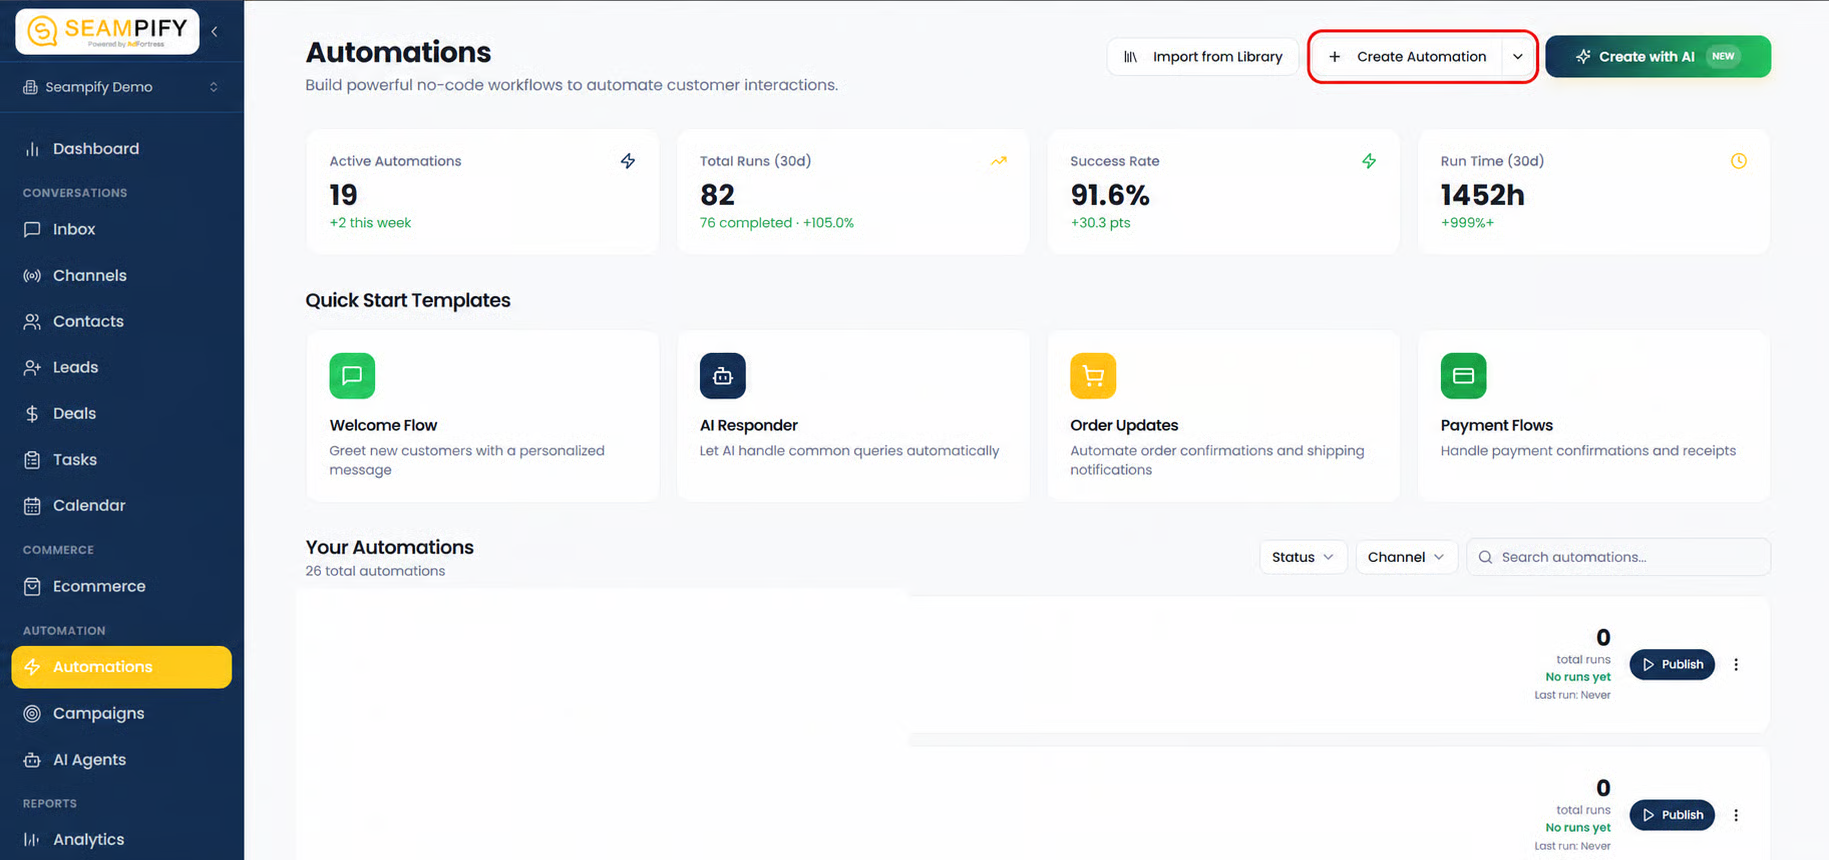 SEAMPIFY
Powered by AdFortress
Seampify Demo
Dashboard
CONVERSATIONS
Inbox
Channels
Contacts
Leads
Deals
Tasks
Calendar
COMMERCE
Ecommerce
AUTOMATION
Automations
Campaigns
AI Agents
REPORTS
Analytics
Automations
Build powerful no-code workflows to automate customer interactions.
Import from Library
Create Automation
Create with AI NEW
Active Automations
19
+2 this week
Total Runs (30d)
82
76 completed · +105.0%
Success Rate
91.6%
+30.3 pts
Run Time (30d)
1452h
+999%+
Quick Start Templates
Welcome Flow
Greet new customers with a personalized
message
AI Responder
Let AI handle common queries automatically
Order Updates
Automate order confirmations and shipping
notifications
Payment Flows
Handle payment confirmations and receipts
Your Automations
26 total automations
Status
Channel
Search automations...
0
total runs
No runs yet
Last run: Never
Publish
0
total runs
No runs yet
Last run: Never
Publish